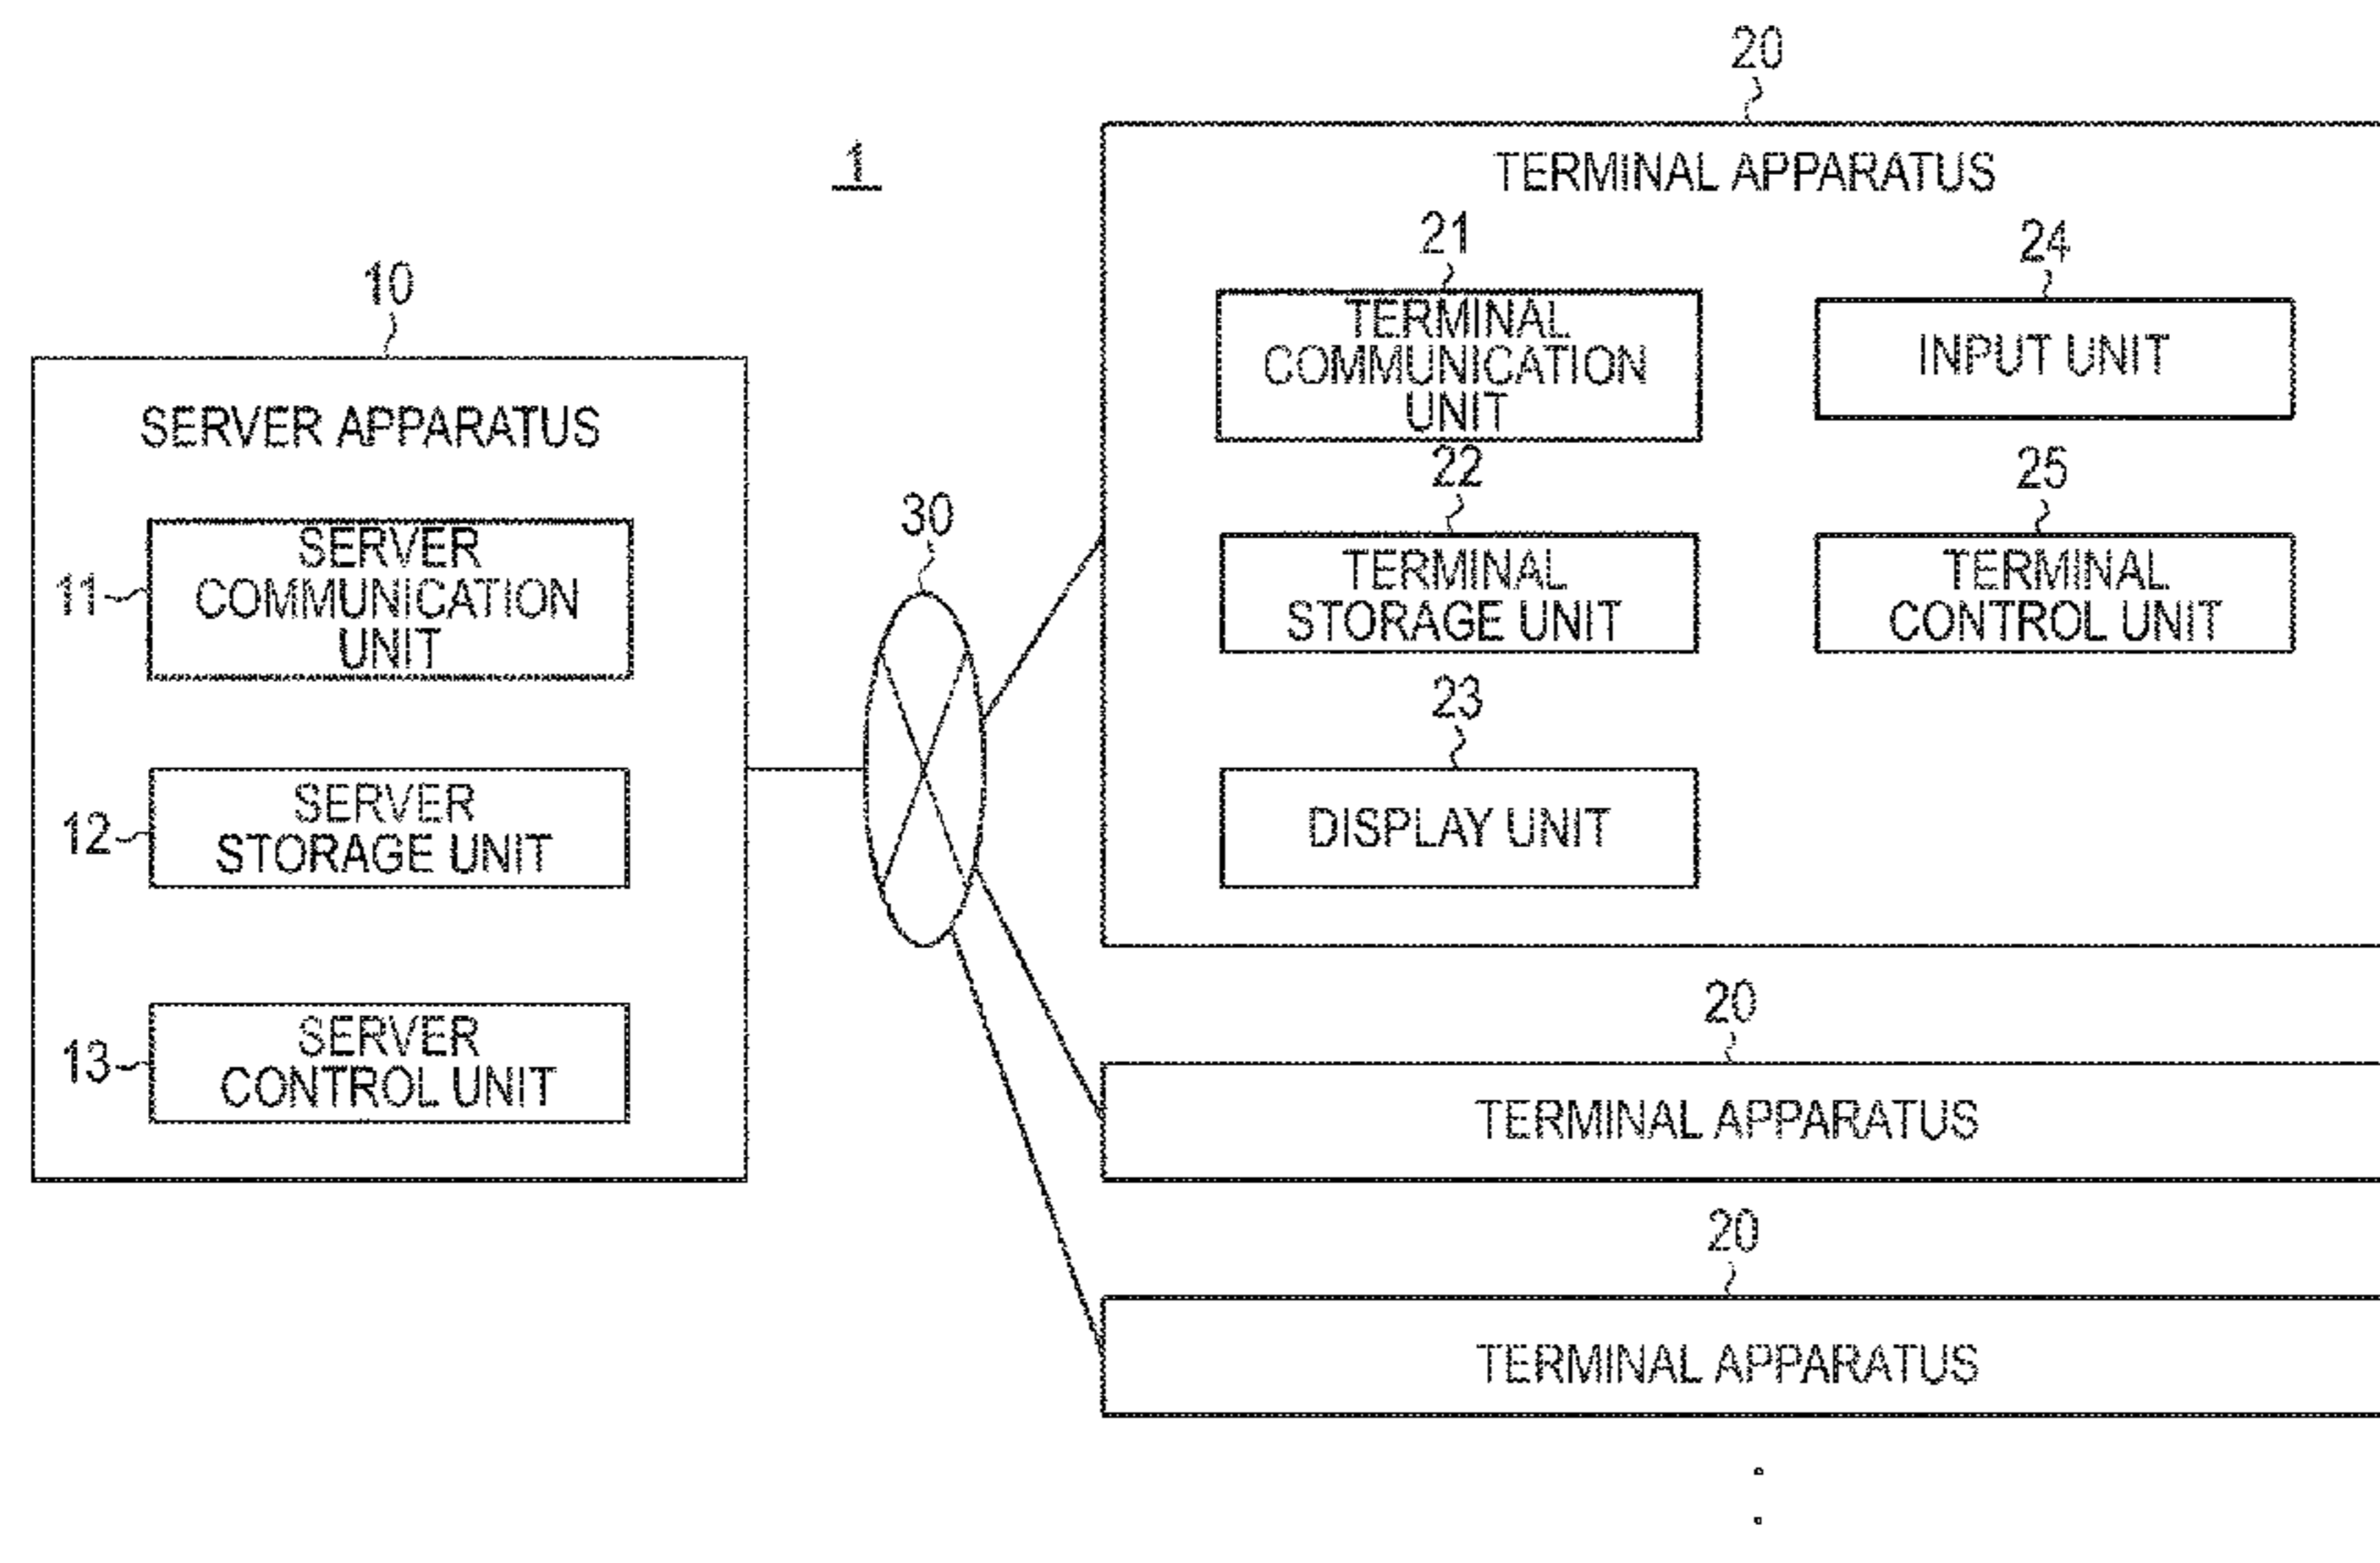 1
10
SERVER APPARATUS
11
SERVER
COMMUNICATION
UNIT
12
SERVER
STORAGE UNIT
13
SERVER
CONTROL UNIT
30
20
TERMINAL APPARATUS
21
TERMINAL
COMMUNICATION
UNIT
24
INPUT UNIT
22
TERMINAL
STORAGE UNIT
25
TERMINAL
CONTROL UNIT
23
DISPLAY UNIT
20
TERMINAL APPARATUS
20
TERMINAL APPARATUS